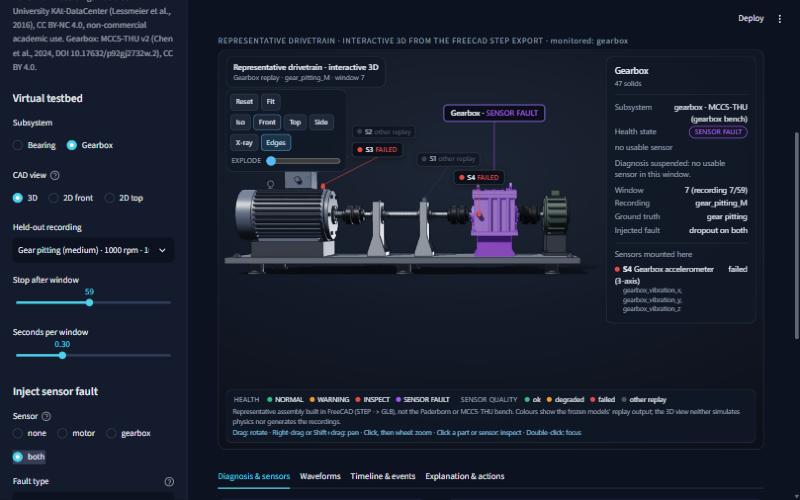 University KAt-DataCenter (Lessmeier et al.,
2016), CC BY-NC 4.0, non-commercial
academic use. Gearbox: MCC5-THU v2 (Chen
et al., 2024, DOI 10.17632/p92gj2732w.2), CC
BY 4.0.
Virtual testbed
Subsystem
Bearing
Gearbox
CAD view
3D
2D front
2D top
Held-out recording
Gear pitting (medium) · 1000 rpm ·
Stop after window
59
Seconds per window
0.30
Inject sensor fault
Sensor
none
motor
gearbox
both
Fault type
Deploy
REPRESENTATIVE DRIVETRAIN · INTERACTIVE 3D FROM THE FREECAD STEP EXPORT · monitored: gearbox
Representative drivetrain · interactive 3D
Gearbox replay · gear_pitting_M · window 7
Reset
Fit
Iso
Front
Top
Side
X-ray
Edges
EXPLODE
S2 other replay
S3 FAILED
S1 other replay
Gearbox · SENSOR FAULT
S4 FAILED
Gearbox
47 solids
Subsystem gearbox · MCC5-THU
(gearbox bench)
Health state SENSOR FAULT
no usable sensor
Diagnosis suspended: no usable
sensor in this window.
Window 7 (recording 7/59)
Recording gear_pitting_M
Ground truth gear pitting
Injected fault dropout on both
Sensors mounted here
S4 Gearbox accelerometer failed
(3-axis)
gearbox_vibration_x,
gearbox_vibration_y,
gearbox_vibration_z
HEALTH NORMAL WARNING INSPECT SENSOR FAULT SENSOR QUALITY ok degraded failed other replay
Representative assembly built in FreeCAD (STEP -> GLB), not the Paderborn or MCC5-THU bench. Colours show the frozen models' replay output; the 3D view neither simulates
physics nor generates the recordings.
Drag: rotate · Right-drag or Shift+drag: pan · Click, then wheel: zoom · Click a part or sensor: inspect · Double-click: focus
Diagnosis & sensors
Waveforms
Timeline & events
Explanation & actions